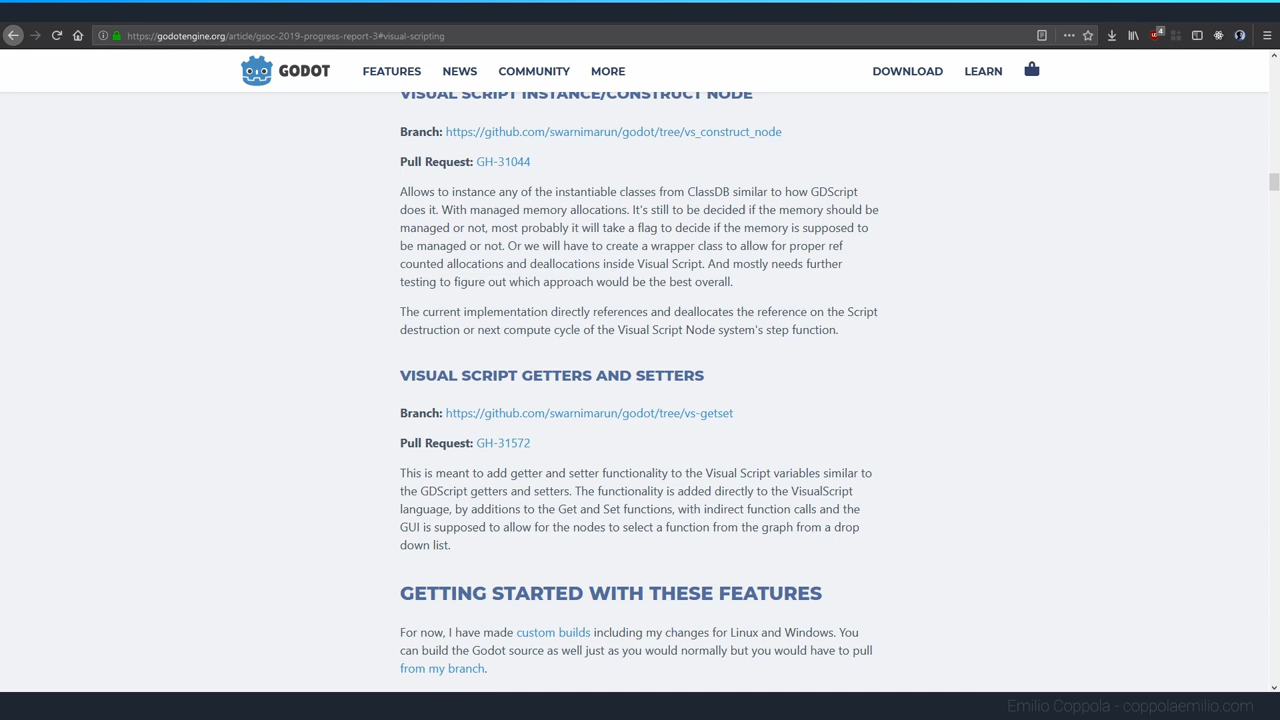 https://godotengine.org/article/gsoc-2019-progress-report-3#visual-scripting
4
GODOT FEATURES NEWS COMMUNITY MORE DOWNLOAD LEARN
VISUAL SCRIPT INSTANCE/CONSTRUCT NODE
Branch: https://github.com/swarnimarun/godot/tree/vs_construct_node
Pull Request: GH-31044
Allows to instance any of the instantiable classes from ClassDB similar to how GDScript
does it. With managed memory allocations. It's still to be decided if the memory should be
managed or not, most probably it will take a flag to decide if the memory is supposed to
be managed or not. Or we will have to create a wrapper class to allow for proper ref
counted allocations and deallocations inside Visual Script. And mostly needs further
testing to figure out which approach would be the best overall.
The current implementation directly references and deallocates the reference on the Script
destruction or next compute cycle of the Visual Script Node system's step function.
VISUAL SCRIPT GETTERS AND SETTERS
Branch: https://github.com/swarnimarun/godot/tree/vs-getset
Pull Request: GH-31572
This is meant to add getter and setter functionality to the Visual Script variables similar to
the GDScript getters and setters. The functionality is added directly to the VisualScript
language, by additions to the Get and Set functions, with indirect function calls and the
GUI is supposed to allow for the nodes to select a function from the graph from a drop
down list.
GETTING STARTED WITH THESE FEATURES
For now, I have made custom builds including my changes for Linux and Windows. You
can build the Godot source as well just as you would normally but you would have to pull
from my branch.
Emilio Coppola - coppolaemilio.com